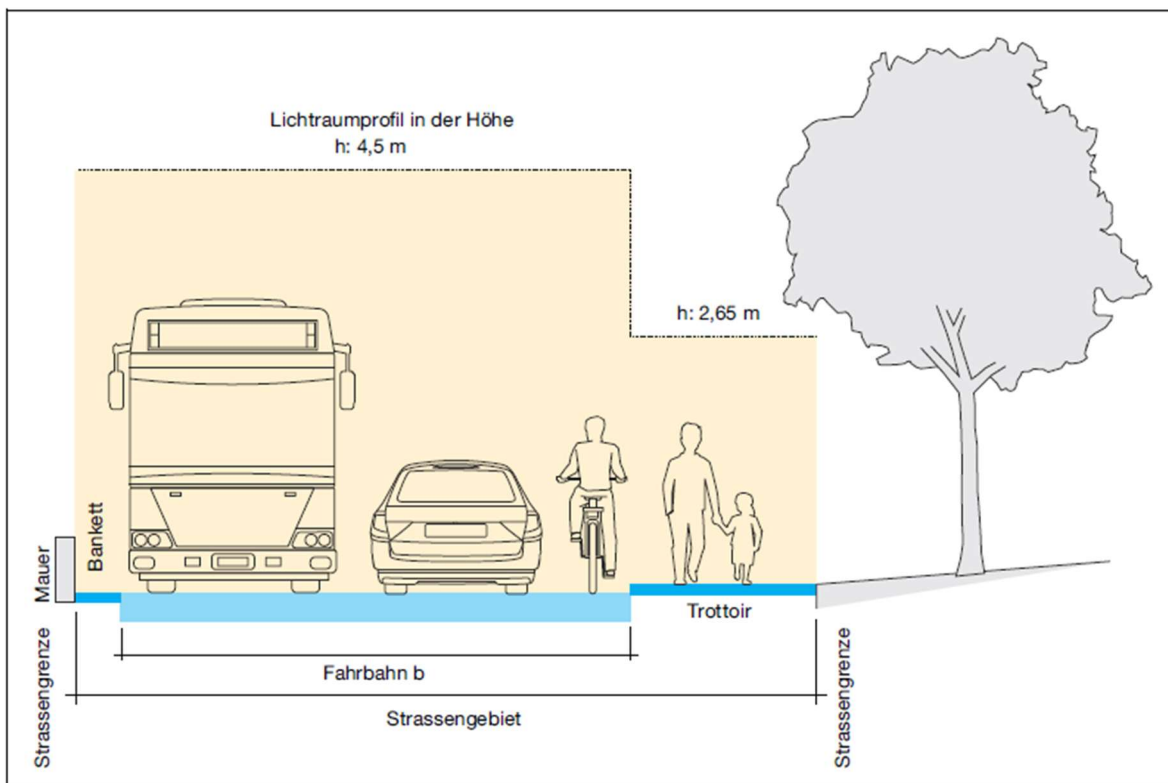 Lichtraumprofil in der Höhe
h: 4,5 m
h: 2,65 m
Mauer
Bankett
Trottoir
Fahrbahn b
Strassengebiet
Strassengrenze
Strassengrenze